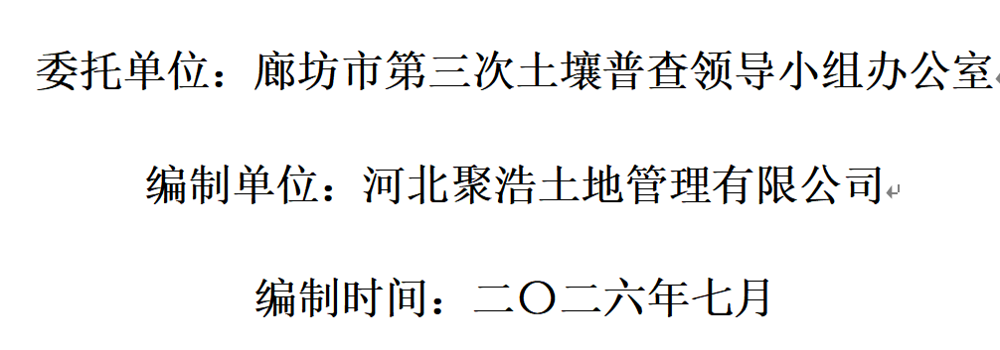 委托单位：廊坊市第三次土壤普查领导小组办公室
编制单位：河北聚浩土地管理有限公司
编制时间：二〇二六年七月